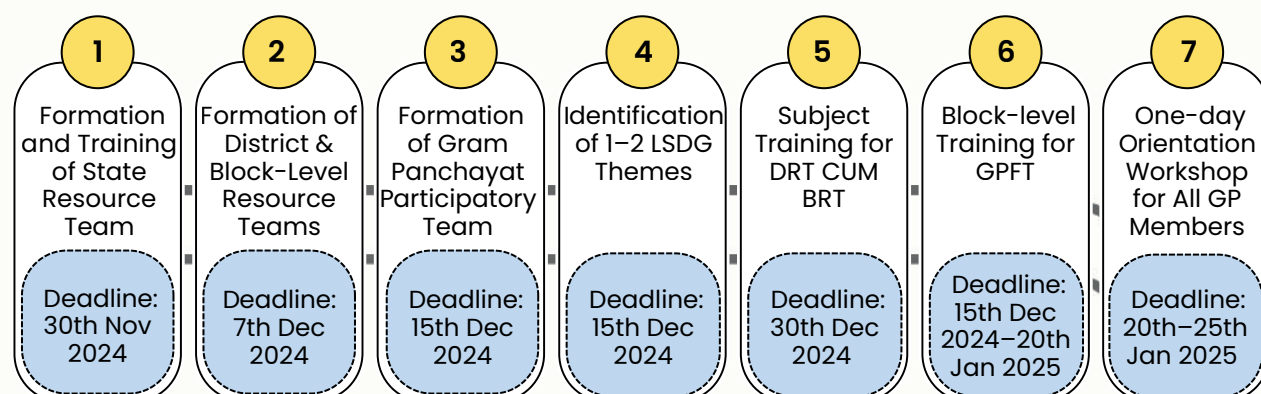 1
Formation
and Training
of State
Resource
Team
Deadline:
30th Nov
2024
2
Formation of
District &
Block-Level
Resource
Teams
Deadline:
7th Dec
2024
3
Formation
of Gram
Panchayat
Participatory
Team
Deadline:
15th Dec
2024
4
Identification
of 1–2 LSDG
Themes
Deadline:
15th Dec
2024
5
Subject
Training for
DRT CUM
BRT
Deadline:
30th Dec
2024
6
Block-level
Training for
GPFT
Deadline:
15th Dec
2024–20th
Jan 2025
7
One-day
Orientation
Workshop
for All GP
Members
Deadline:
20th–25th
Jan 2025